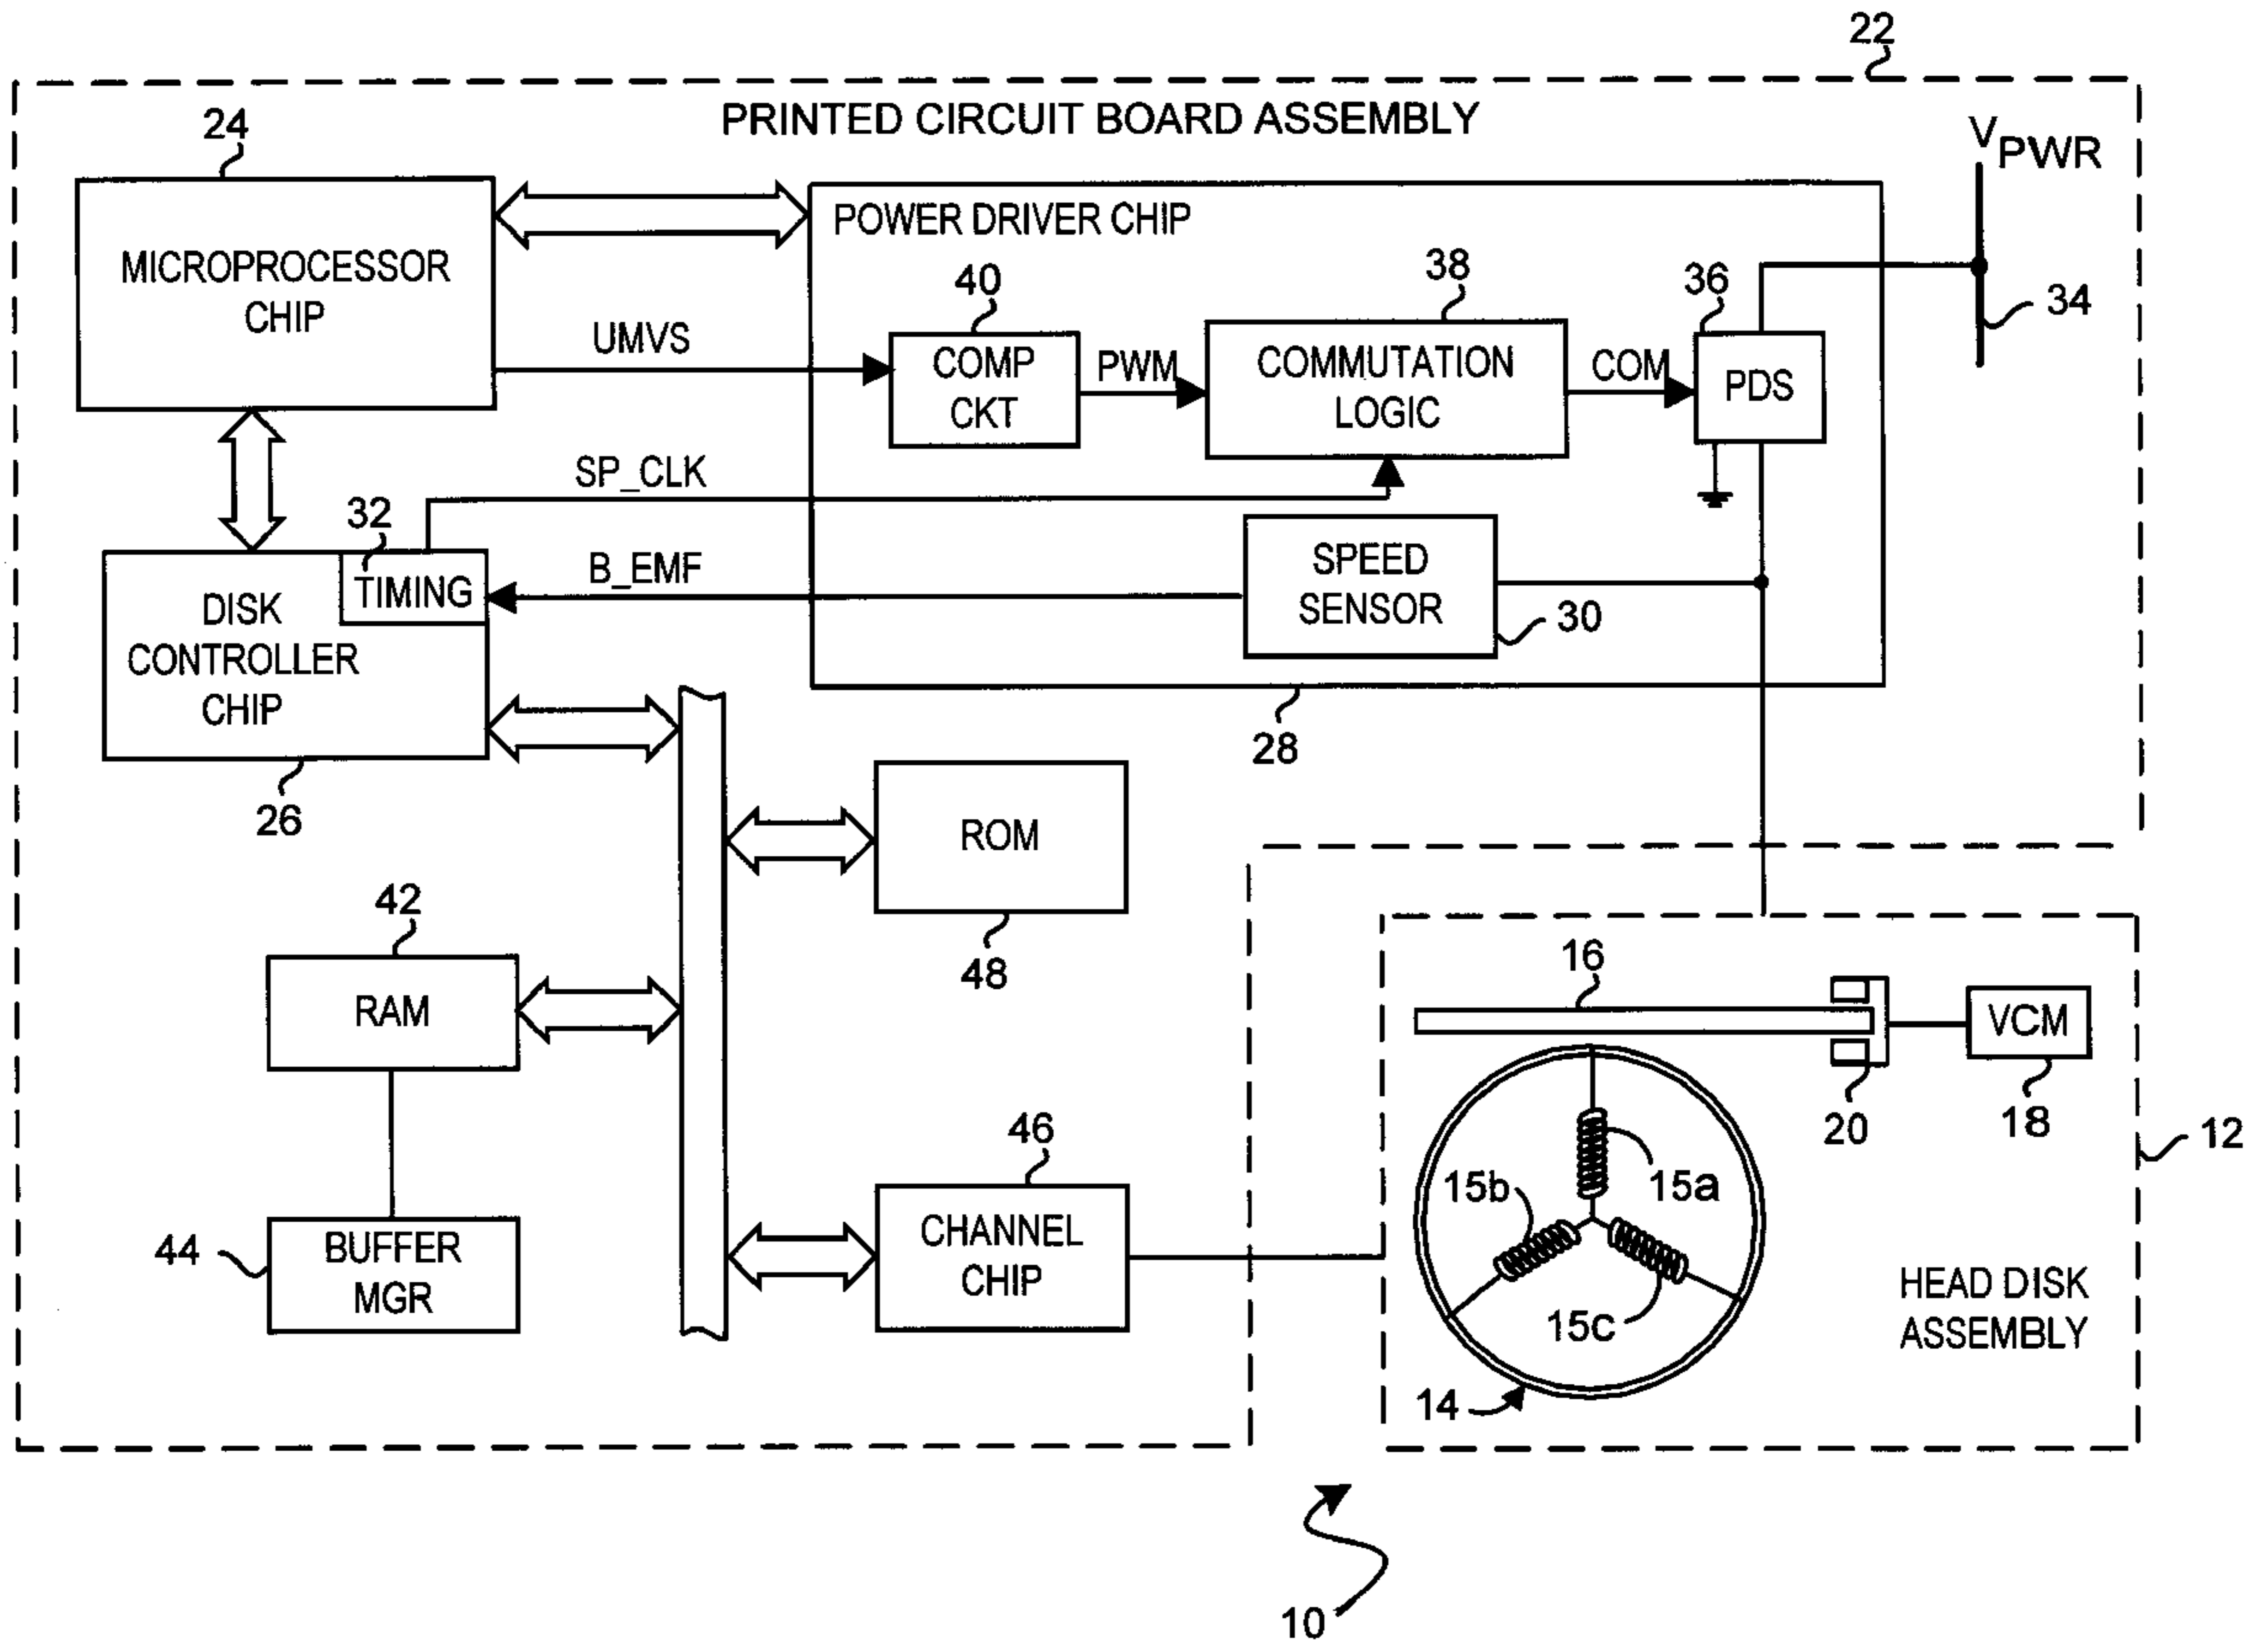 22
PRINTED CIRCUIT BOARD ASSEMBLY
24
VPWR
MICROPROCESSOR
CHIP
POWER DRIVER CHIP
40
38
36
34
UMVS
COMP
CKT
PWM
COMMUTATION
LOGIC
COM
PDS
SP_CLK
32
TIMING
B_EMF
SPEED
SENSOR
30
DISK
CONTROLLER
CHIP
28
26
ROM
48
42
RAM
16
VCM
20
18
12
46
15b
15a
44
BUFFER
MGR
CHANNEL
CHIP
15c
HEAD DISK
ASSEMBLY
14
10